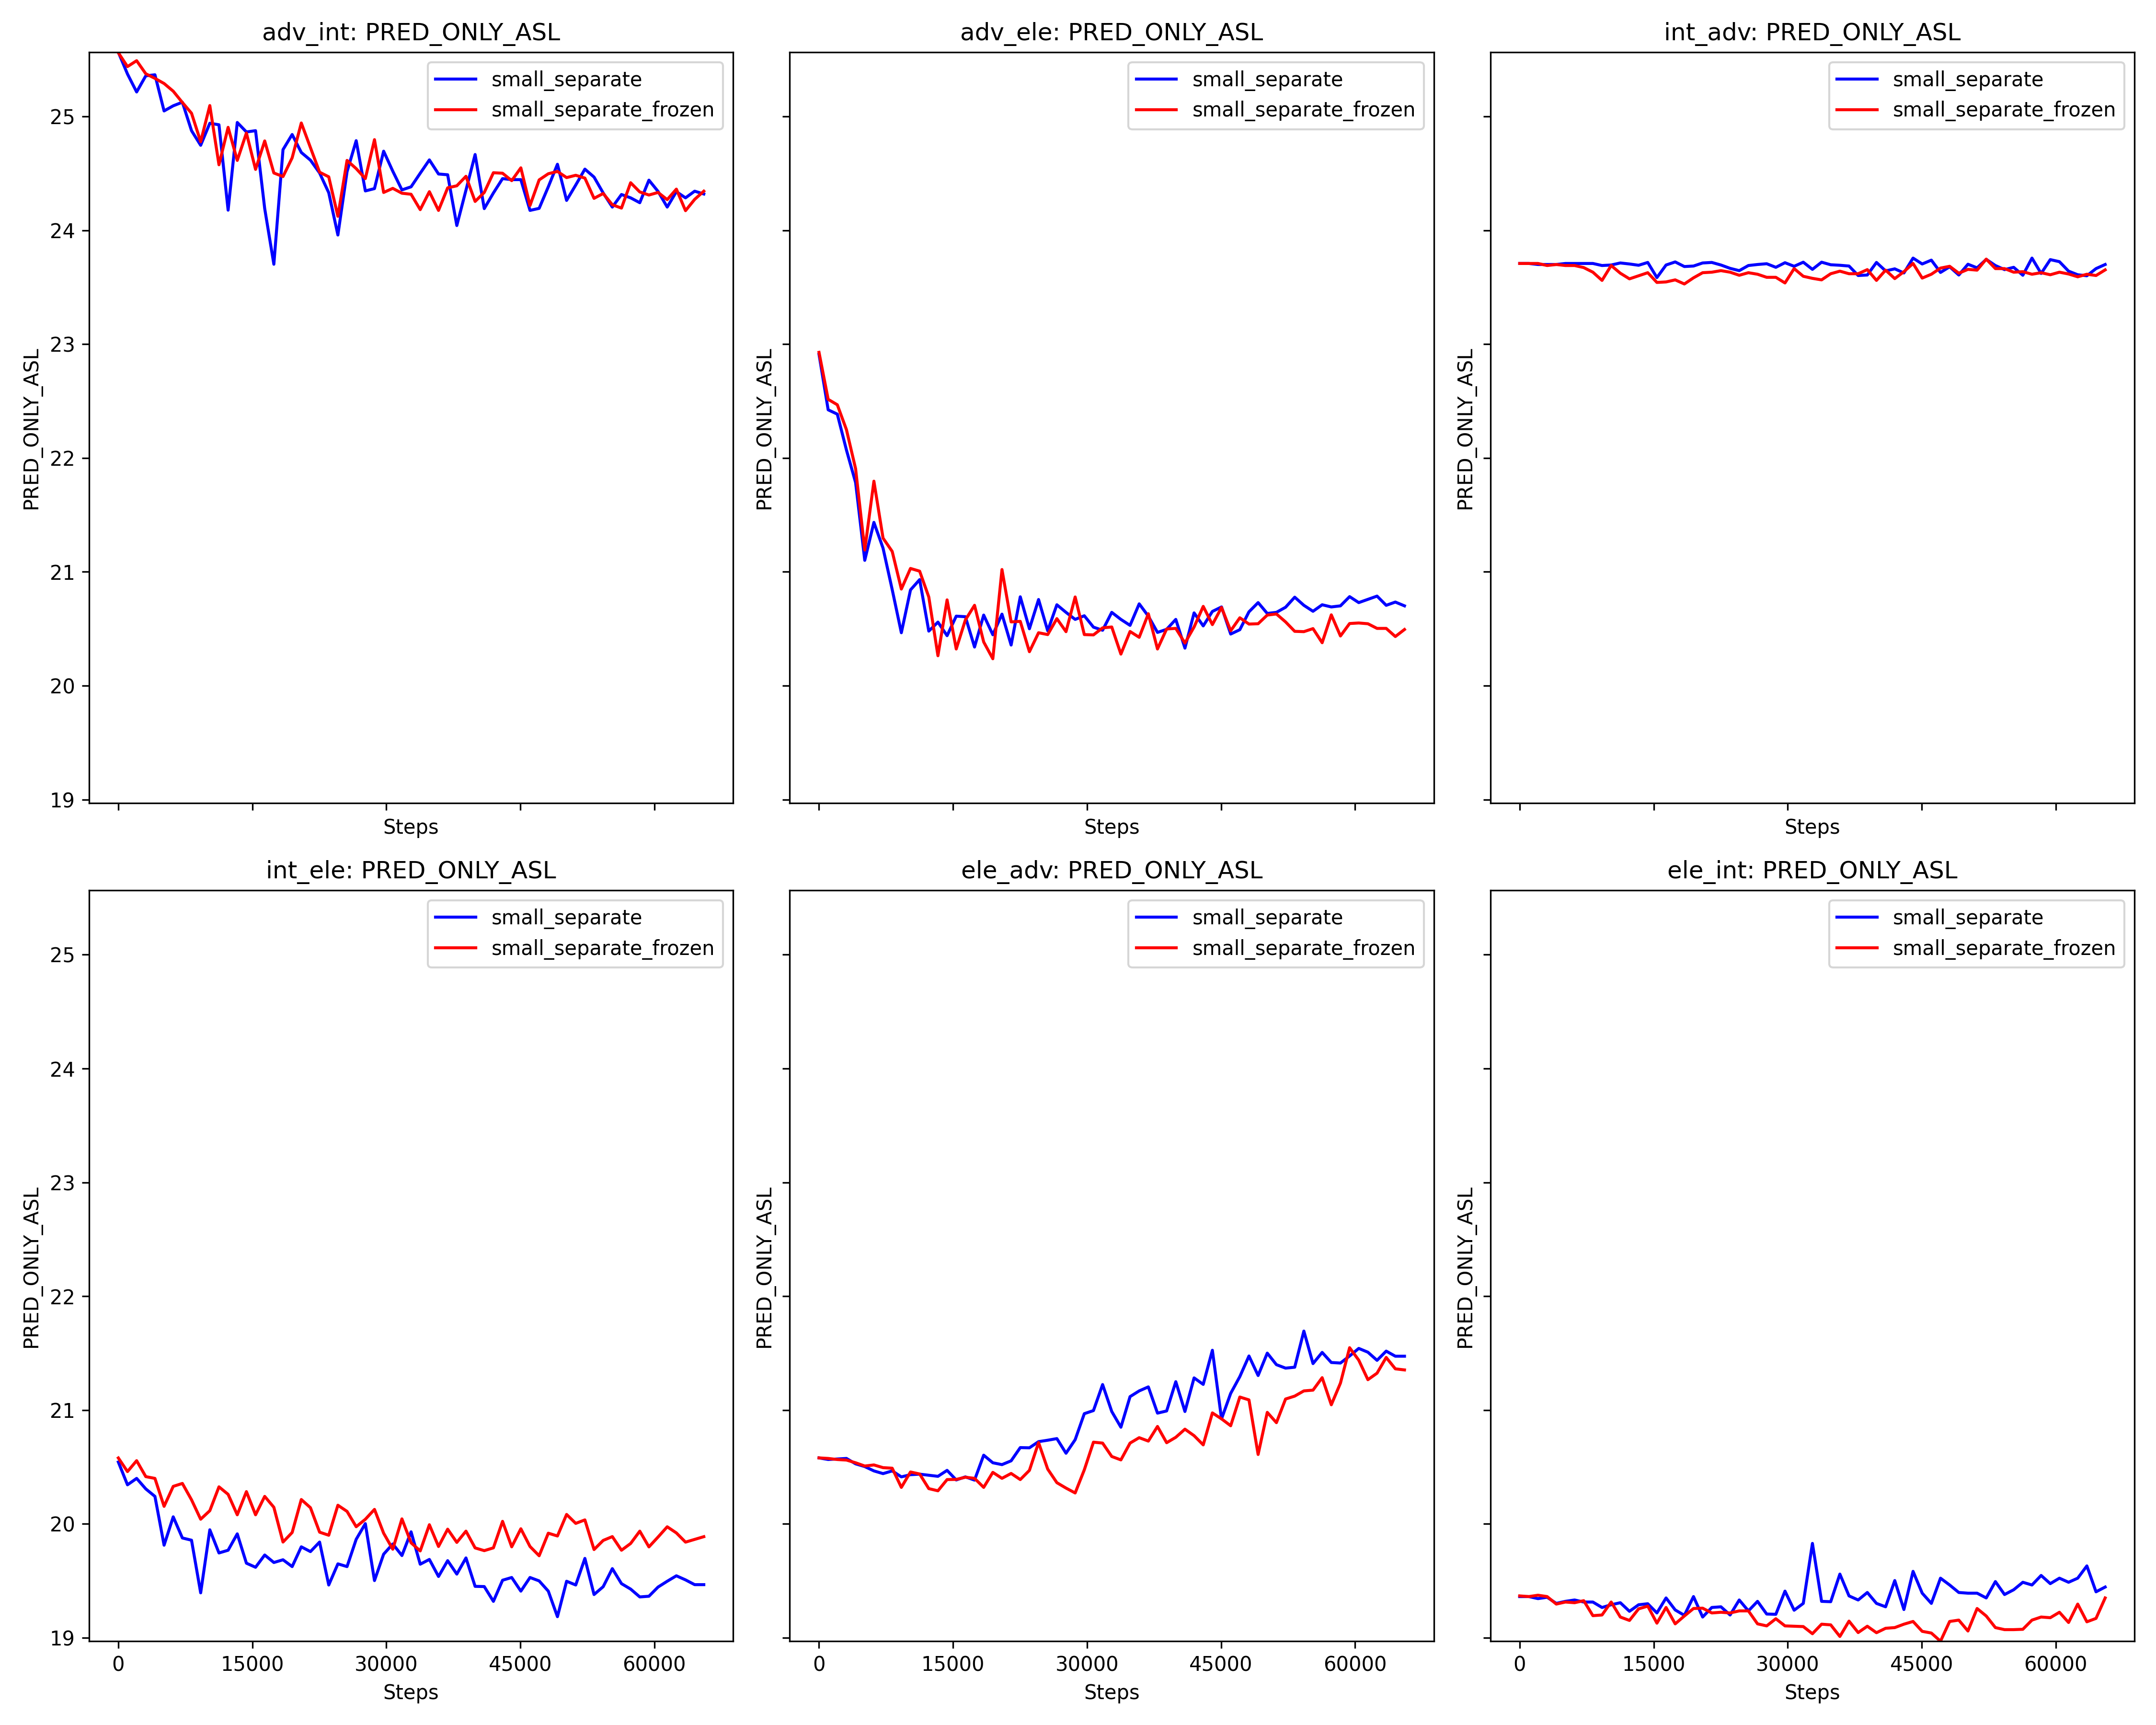 adv_int: PRED_ONLY_ASL
adv_ele: PRED_ONLY_ASL
int_adv: PRED_ONLY_ASL
small_separate
small_separate_frozen
small_separate
small_separate_frozen
small_separate
small_separate_frozen
25
24
23
22
21
20
19
PRED_ONLY_ASL
PRED_ONLY_ASL
PRED_ONLY_ASL
Steps
Steps
Steps
int_ele: PRED_ONLY_ASL
ele_adv: PRED_ONLY_ASL
ele_int: PRED_ONLY_ASL
small_separate
small_separate_frozen
small_separate
small_separate_frozen
small_separate
small_separate_frozen
25
24
23
22
21
20
19
PRED_ONLY_ASL
PRED_ONLY_ASL
PRED_ONLY_ASL
0 15000 30000 45000 60000
0 15000 30000 45000 60000
0 15000 30000 45000 60000
Steps
Steps
Steps